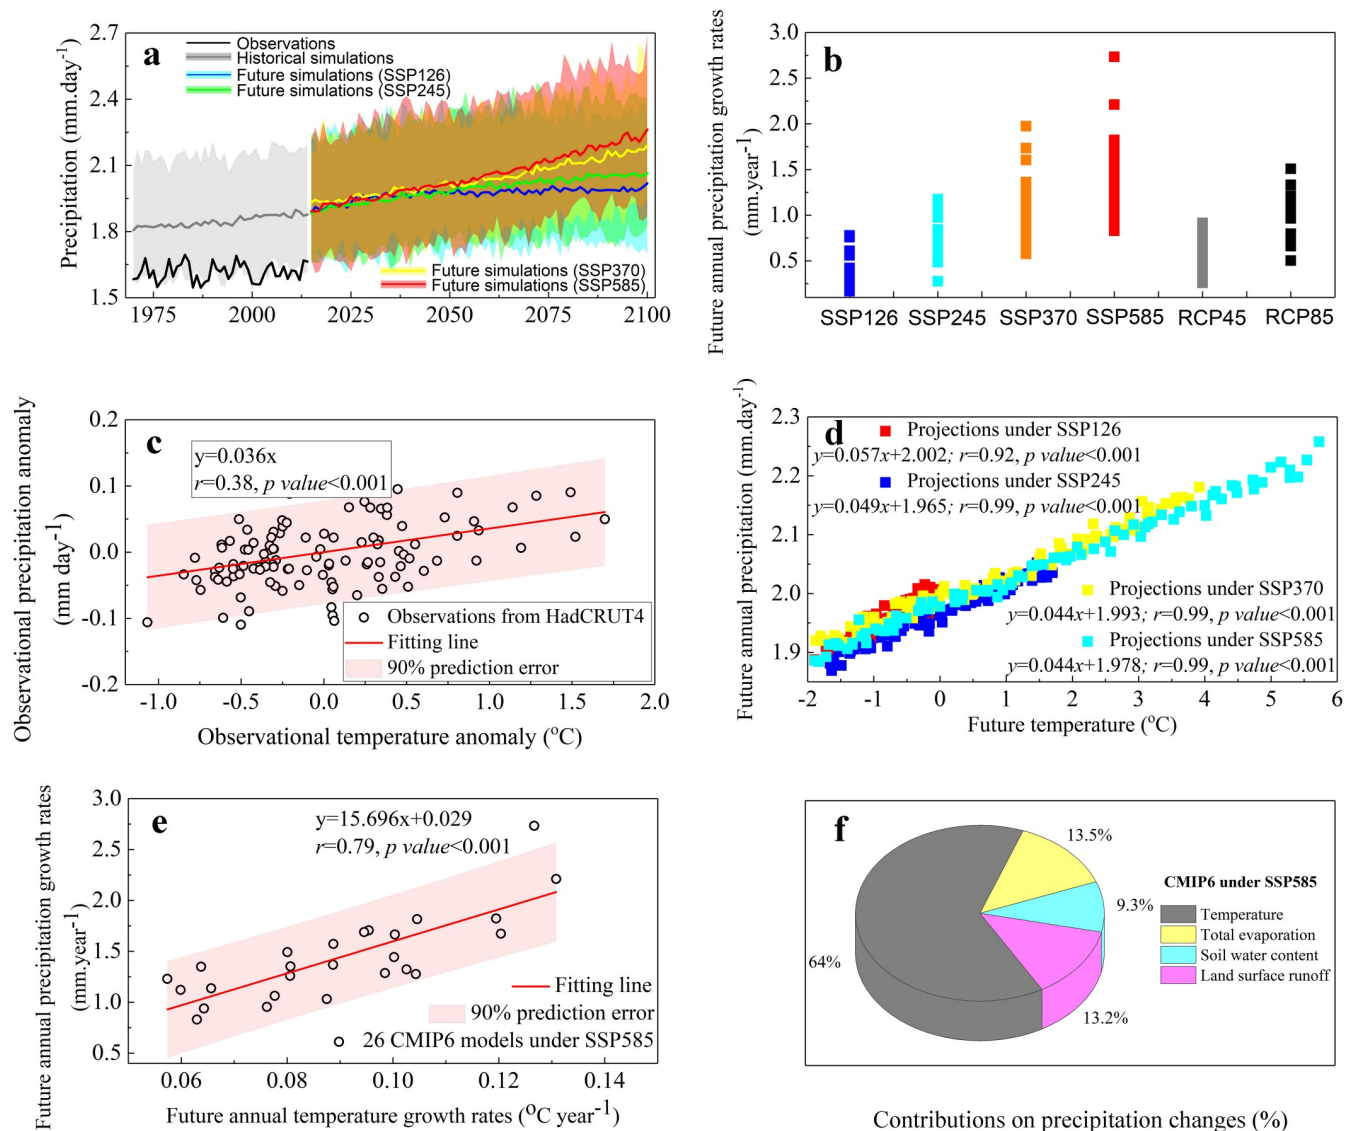 a
Precipitation (mm.day-1)
2.7
2.4
2.1
1.8
1.5
Observations
Historical simulations
Future simulations (SSP126)
Future simulations (SSP245)
Future simulations (SSP370)
Future simulations (SSP585)
1975 2000 2025 2050 2075 2100
b
Future annual precipitation growth rates
(mm.year-1)
3.0
2.5
2.0
1.5
1.0
0.5
SSP126 SSP245 SSP370 SSP585 RCP45 RCP85
c
Observational precipitation anomaly
(mm day-1)
0.2
0.1
0.0
-0.1
-0.2
y=0.036x
r=0.38, p value<0.001
Observations from HadCRUT4
Fitting line
90% prediction error
-1.0 -0.5 0.0 0.5 1.0 1.5 2.0
Observational temperature anomaly (oC)
d
Future annual precipitation (mm.day-1)
2.3
2.2
2.1
2.0
1.9
Projections under SSP126
y=0.057x+2.002; r=0.92, p value<0.001
Projections under SSP245
y=0.049x+1.965; r=0.99, p value<0.001
Projections under SSP370
y=0.044x+1.993; r=0.99, p value<0.001
Projections under SSP585
y=0.044x+1.978; r=0.99, p value<0.001
-2 -1 0 1 2 3 4 5 6
Future temperature (oC)
e
Future annual precipitation growth rates
(mm.year-1)
3.0
2.5
2.0
1.5
1.0
0.5
y=15.696x+0.029
r=0.79, p value<0.001
Fitting line
90% prediction error
26 CMIP6 models under SSP585
0.06 0.08 0.10 0.12 0.14
Future annual temperature growth rates (oC year-1)
f
13.5%
9.3%
13.2%
64%
CMIP6 under SSP585
Temperature
Total evaporation
Soil water content
Land surface runoff
Contributions on precipitation changes (%)